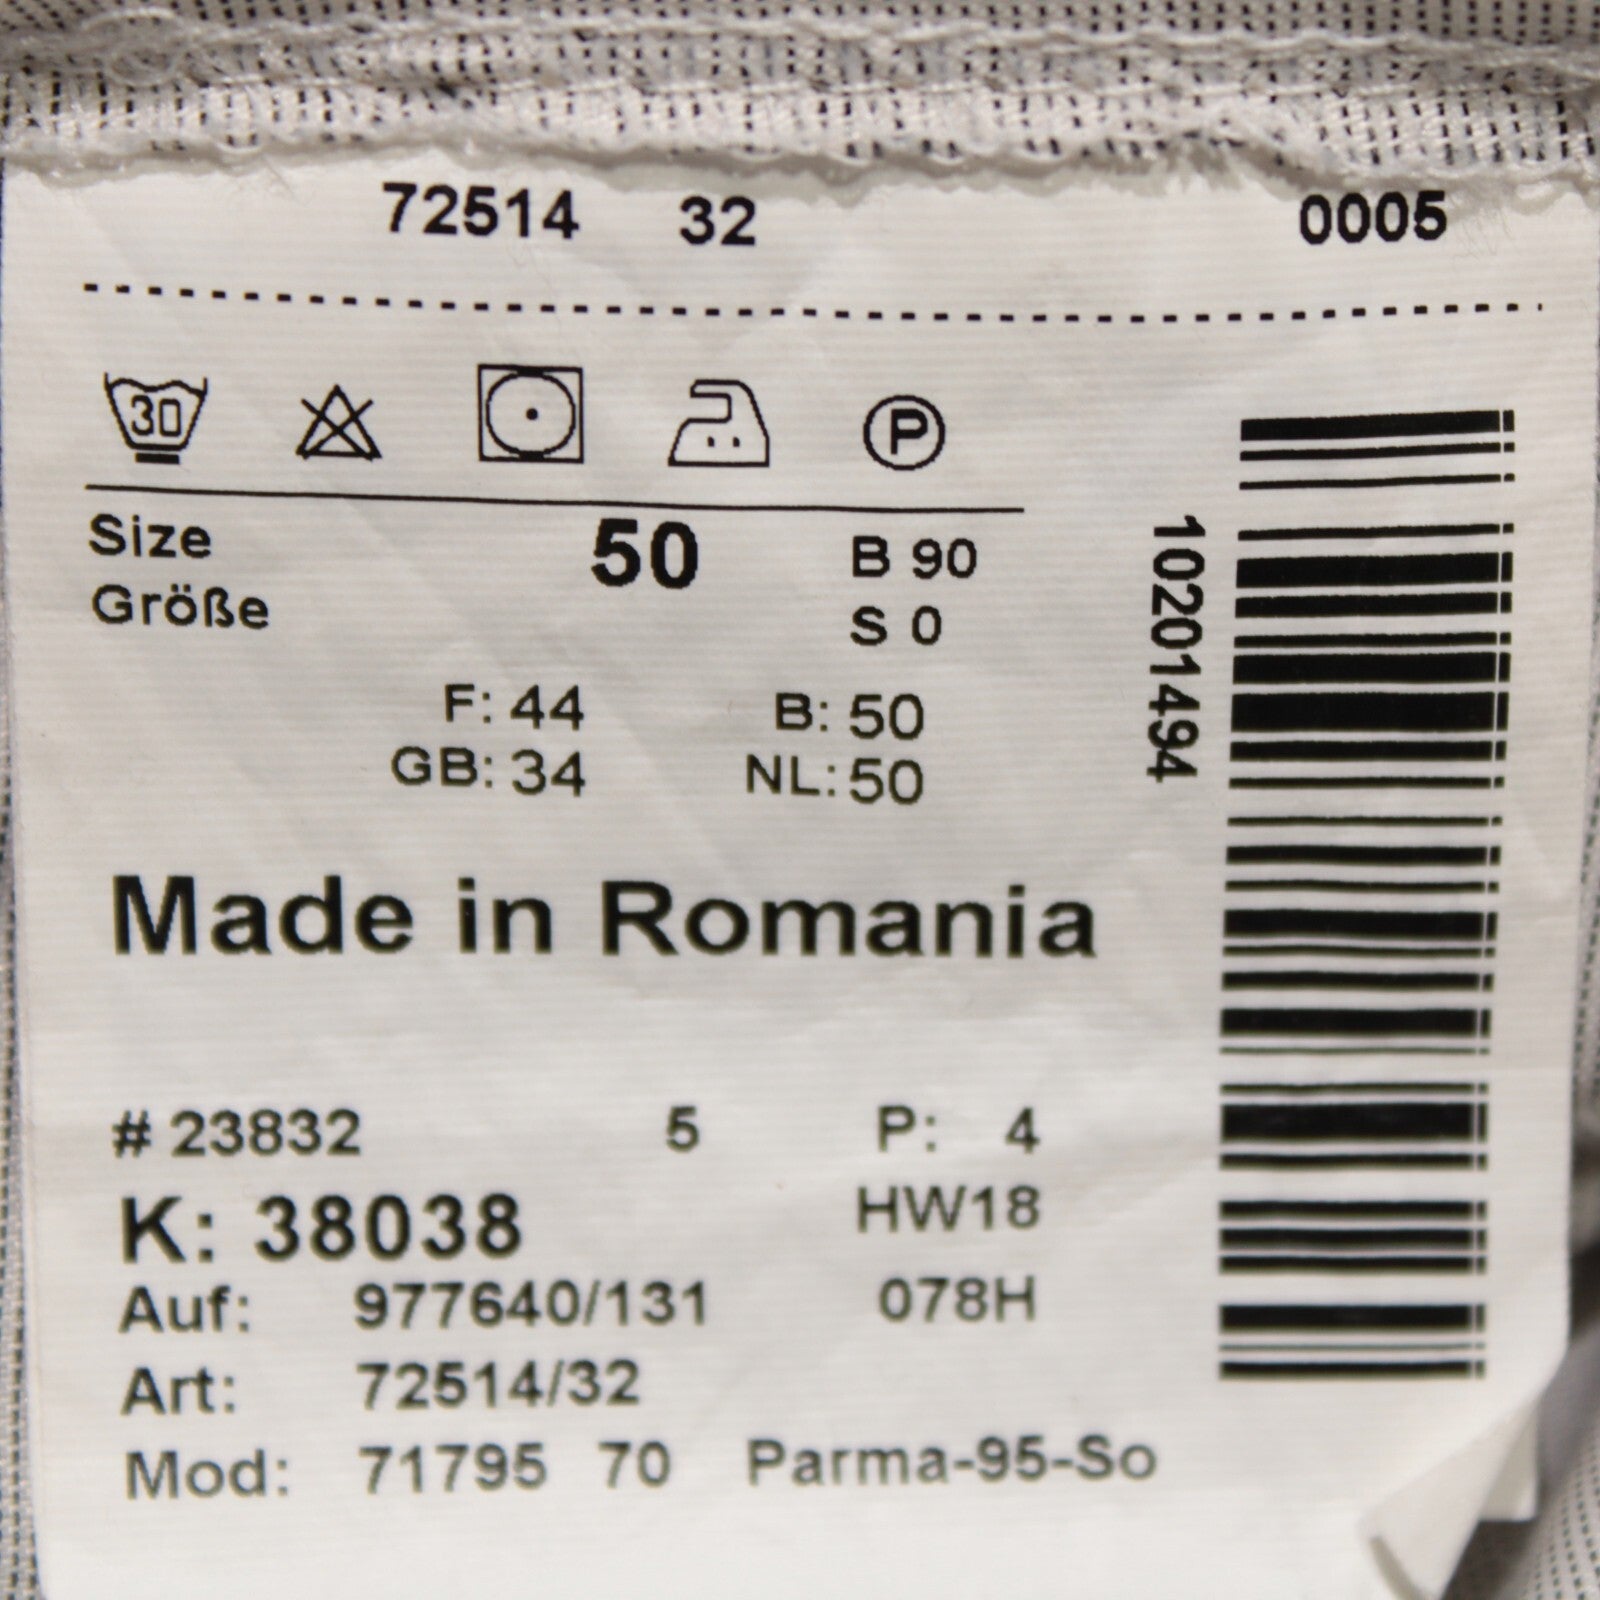 72514 32 0005
30 P
Size 50 B 90
Größe S 0
F: 44 B: 50
GB: 34 NL: 50
10201494
Made in Romania
# 23832 5 P: 4
K: 38038 HW18
Auf: 977640/131 078H
Art: 72514/32
Mod: 71795 70 Parma-95-So